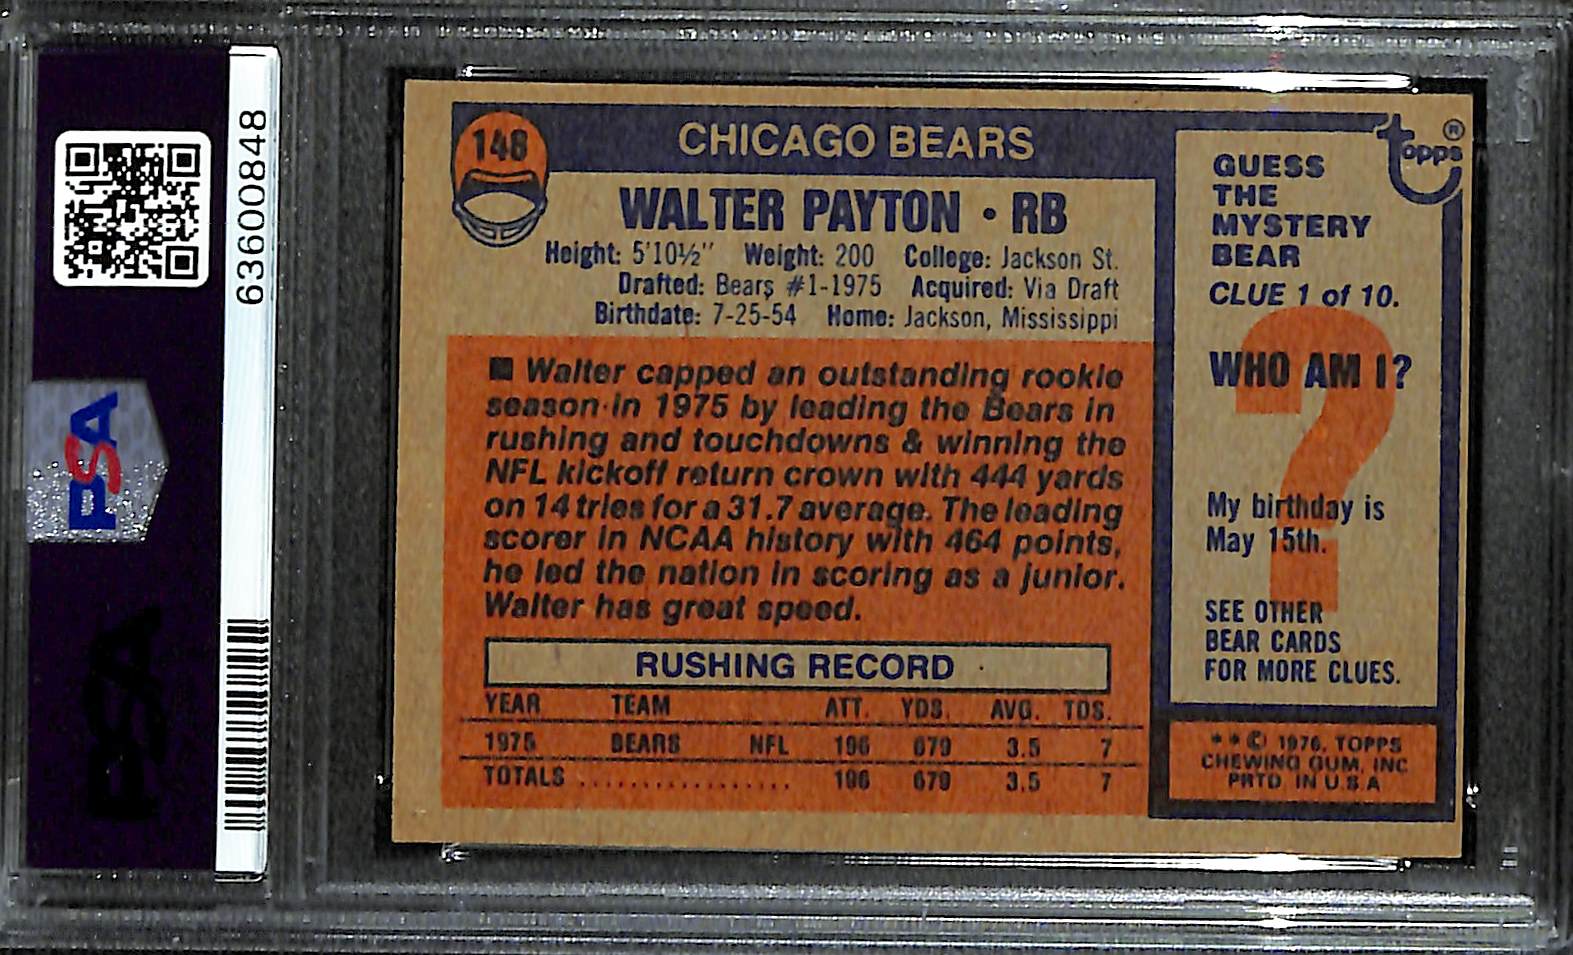 63600848
PSA
PSA
148
CHICAGO BEARS
WALTER PAYTON • RB
Height: 5'10½" Weight: 200 College: Jackson St.
Drafted: Bears #1-1975 Acquired: Via Draft
Birthdate: 7-25-54 Home: Jackson, Mississippi
■ Walter capped an outstanding rookie
season in 1975 by leading the Bears in
rushing and touchdowns & winning the
NFL kickoff return crown with 444 yards
on 14 tries for a 31.7 average. The leading
scorer in NCAA history with 464 points,
he led the nation in scoring as a junior.
Walter has great speed.
RUSHING RECORD
YEAR TEAM ATT. YDS. AVG. TDS.
1975 BEARS NFL 196 679 3.5 7
TOTALS ................ 196 679 3.5 7
topps ®
GUESS
THE
MYSTERY
BEAR
CLUE 1 of 10.
WHO AM I?
?
My birthday is
May 15th.
SEE OTHER
BEAR CARDS
FOR MORE CLUES.
* * © 1976, TOPPS
CHEWING GUM, INC
PRTD IN U.S.A